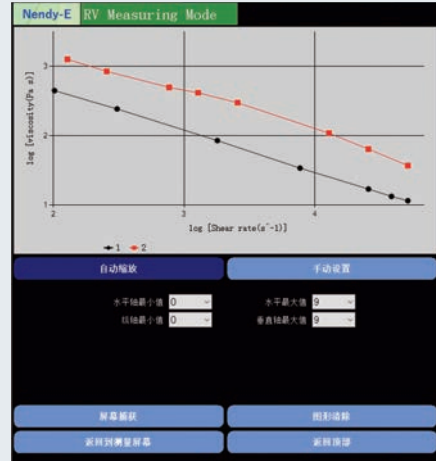 Nendy-E RV Measuring Mode
log [viscosity(Pa s)]
3
2
1
2 3 4
log [Shear rate(s^-1)]
1 2
自动缩放 手动设置
水平轴最小值 0 水平最大值 9
纵轴最小值 0 垂直轴最大值 9
屏幕捕获 图形清除
返回到测量屏幕 返回顶部